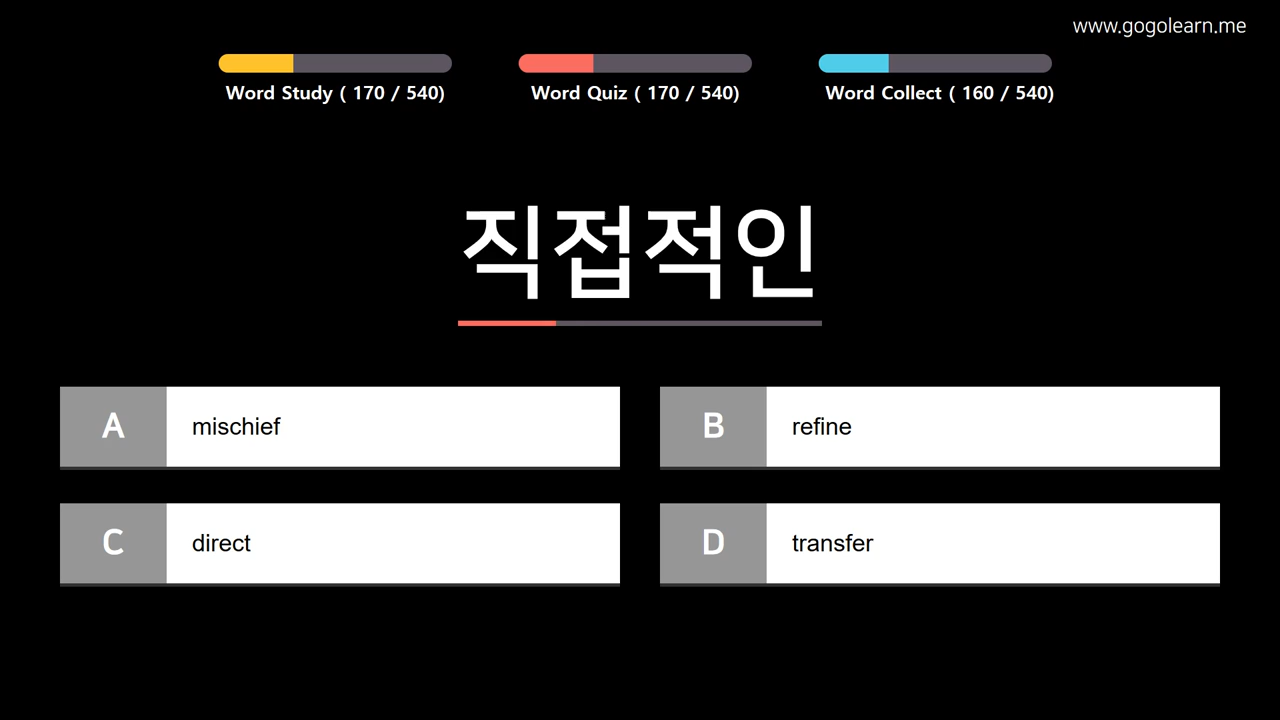 www.gogolearn.me
Word Study ( 170 / 540)
Word Quiz ( 170 / 540)
Word Collect ( 160 / 540)
직접적인
A mischief
B refine
C direct
D transfer